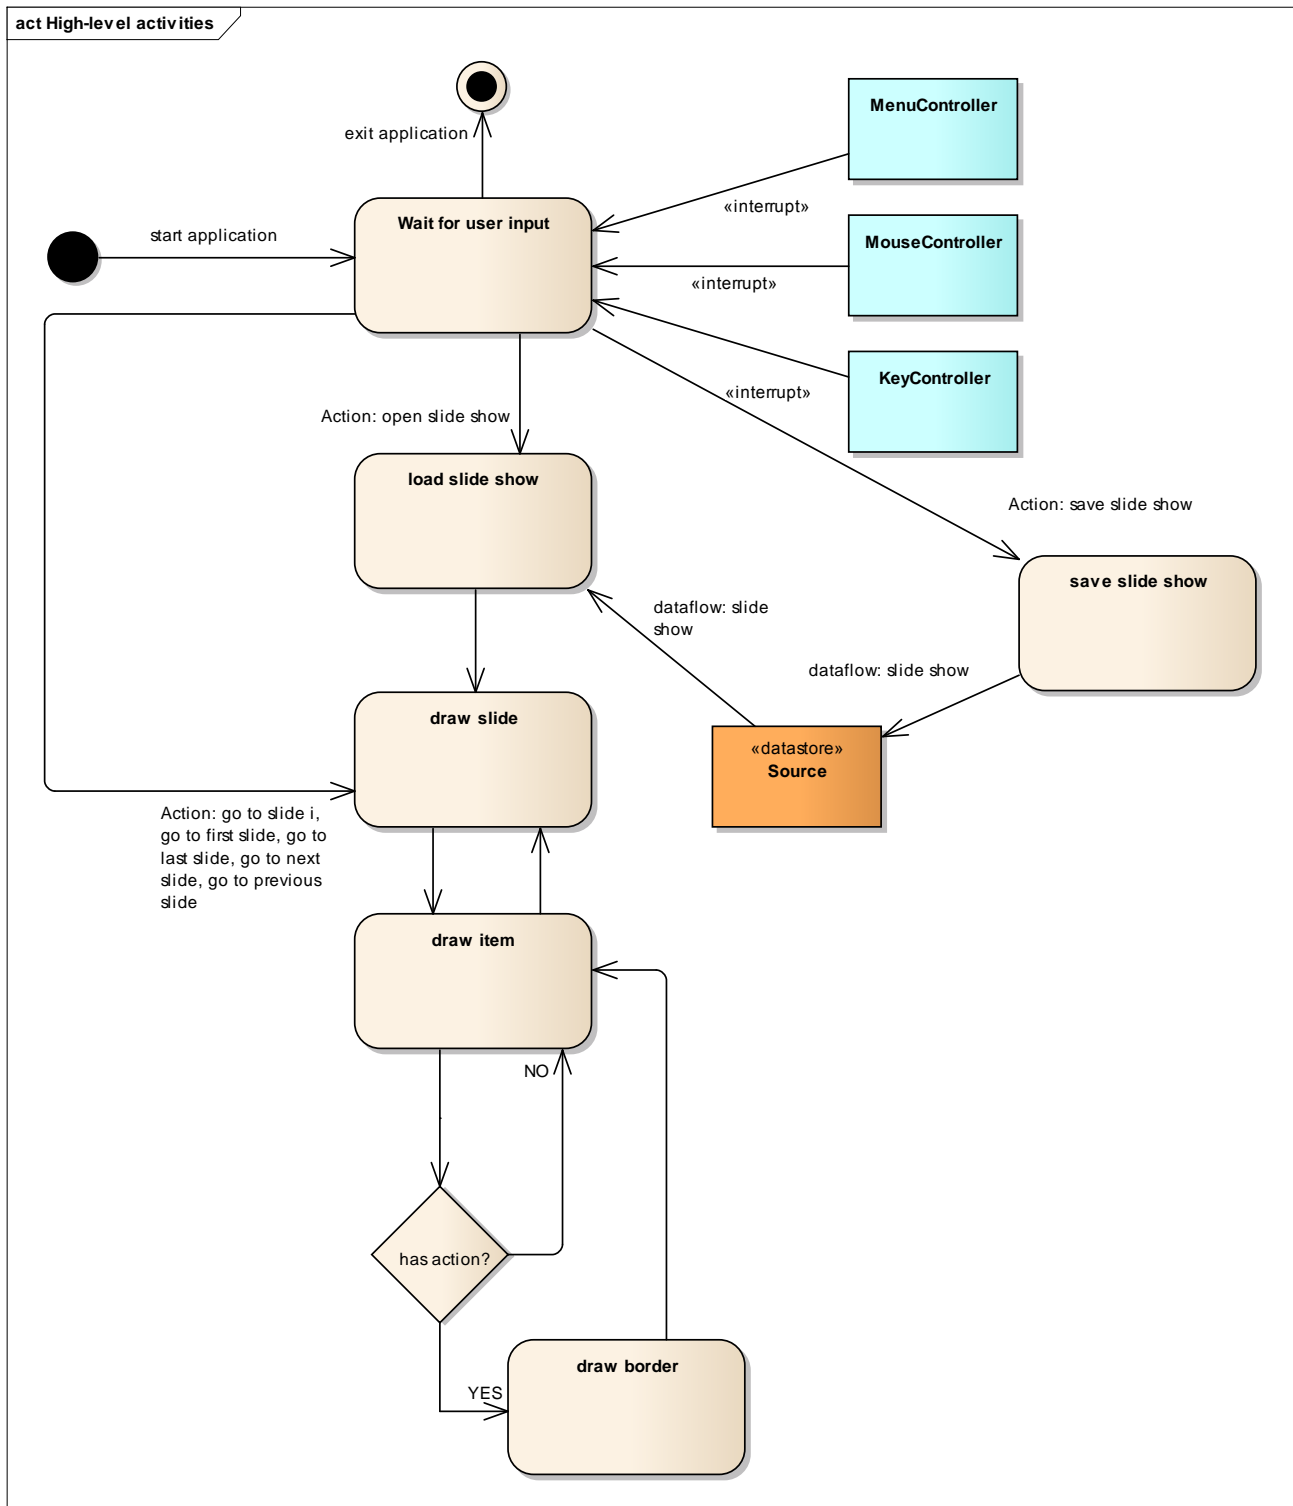 act High-level activities
exit application
MenuController
«interrupt»
start application
Wait for user input
MouseController
«interrupt»
KeyController
«interrupt»
Action: open slide show
load slide show
Action: save slide show
save slide show
dataflow: slide
show
dataflow: slide show
draw slide
«datastore»
Source
Action: go to slide i,
go to first slide, go to
last slide, go to next
slide, go to previous
slide
draw item
NO
has action?
draw border
YES